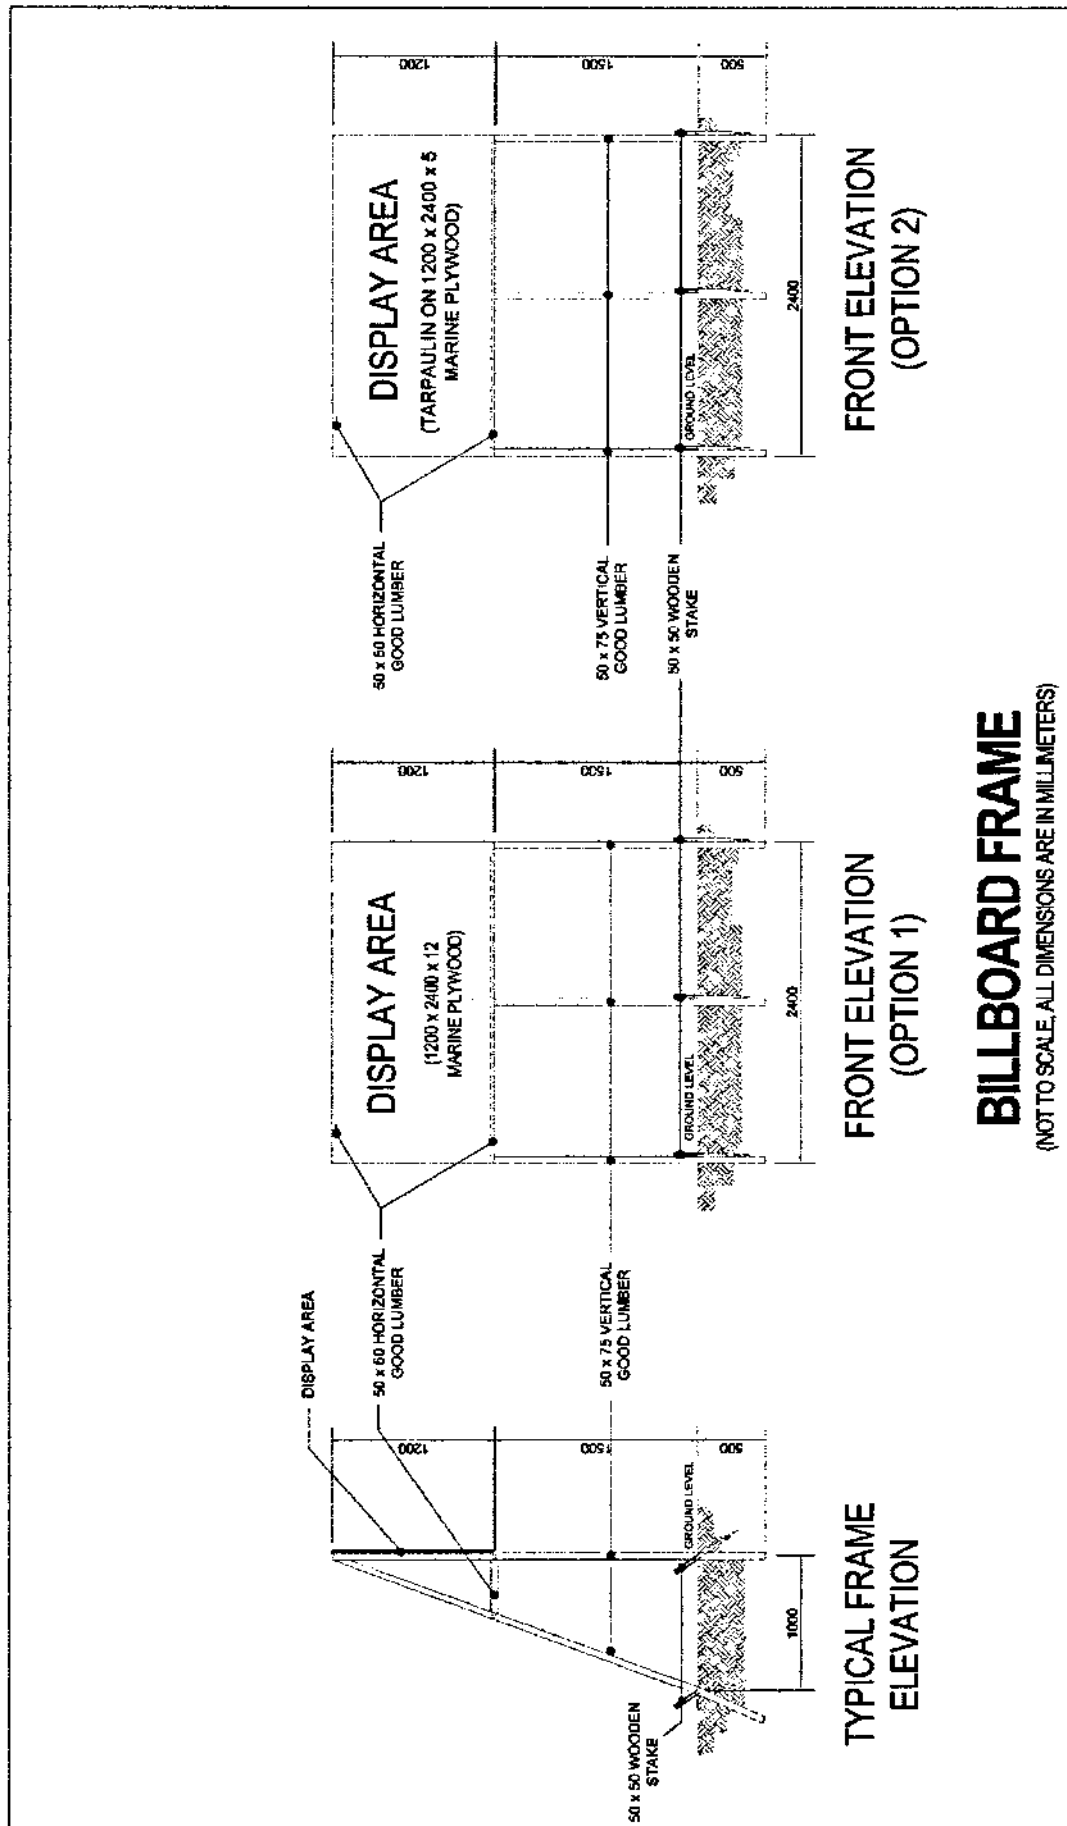 DISPLAY AREA
50 x 60 HORIZONTAL
GOOD LUMBER
50 x 75 VERTICAL
GOOD LUMBER
50 x 50 WOODEN
STAKE
GROUND LEVEL
1200
1500
500
1000
TYPICAL FRAME
ELEVATION
DISPLAY AREA
(1200 x 2400 x 12
MARINE PLYWOOD)
GROUND LEVEL
1200
1500
500
2400
FRONT ELEVATION
(OPTION 1)
50 x 60 HORIZONTAL
GOOD LUMBER
50 x 75 VERTICAL
GOOD LUMBER
50 x 50 WOODEN
STAKE
DISPLAY AREA
(TARPAULIN ON 1200 x 2400 x 5
MARINE PLYWOOD)
GROUND LEVEL
1200
1500
500
2400
FRONT ELEVATION
(OPTION 2)
BILLBOARD FRAME
(NOT TO SCALE, ALL DIMENSIONS ARE IN MILLIMETERS)